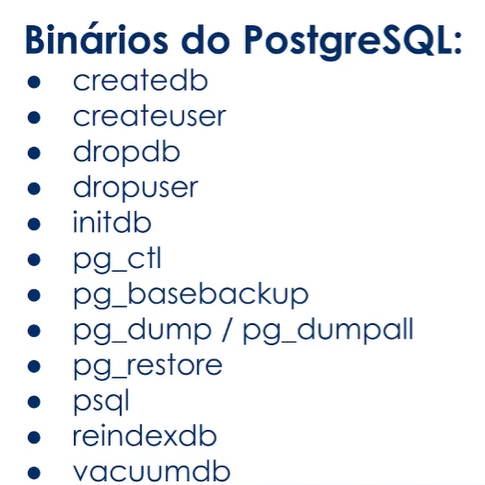 Binários do PostgreSQL:
● createdb
● createuser
● dropdb
● dropuser
● initdb
● pg_ctl
● pg_basebackup
● pg_dump / pg_dumpall
● pg_restore
● psql
● reindexdb
● vacuumdb